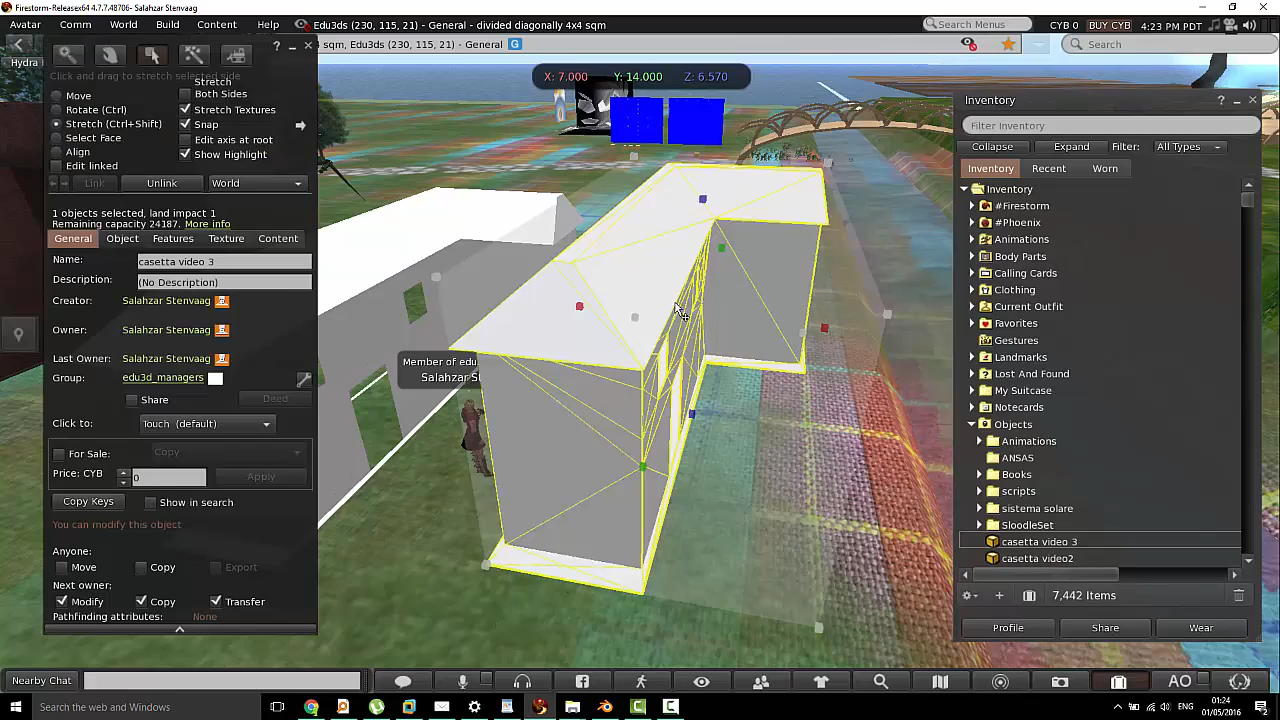 Firestorm-Releasex64 4.7.7.48706- Salahzar Stenvaag
Avatar Comm World Build Content Help Edu3ds (230, 115, 21) - General - divided diagonally 4x4 sqm
Search Menus CYB 0 BUY CYB 4:23 PM PDT
4 sqm, Edu3ds (230, 115, 21) - General G
Search
Hydra
Click and drag to stretch selected side
Move
Rotate (Ctrl)
Stretch (Ctrl+Shift)
Select Face
Align
Edit linked
Stretch
Both Sides
Stretch Textures
Snap
Edit axis at root
Show Highlight
Link Unlink World
1 objects selected, land impact 1
Remaining capacity 24187. More info
General Object Features Texture Content
Name: casetta video 3
Description: (No Description)
Creator: Salahzar Stenvaag
Owner: Salahzar Stenvaag
Last Owner: Salahzar Stenvaag
Group: edu3d_managers
Share Deed
Click to: Touch (default)
For Sale: Copy
Price: CYB 0 Apply
Copy Keys Show in search
You can modify this object
Anyone:
Move Copy Export
Next owner:
Modify Copy Transfer
Pathfinding attributes: None
X: 7.000 Y: 14.000 Z: 6.570
Member of edu
Salahzar St
Inventory
Filter Inventory
Collapse Expand Filter: All Types
Inventory Recent Worn
Inventory
#Firestorm
#Phoenix
Animations
Body Parts
Calling Cards
Clothing
Current Outfit
Favorites
Gestures
Landmarks
Lost And Found
My Suitcase
Notecards
Objects
Animations
ANSAS
Books
scripts
sistema solare
SloodleSet
casetta video 3
casetta video2
7,442 Items
Profile Share Wear
Nearby Chat
AO
Search the web and Windows
ENG
01:24
01/05/2016